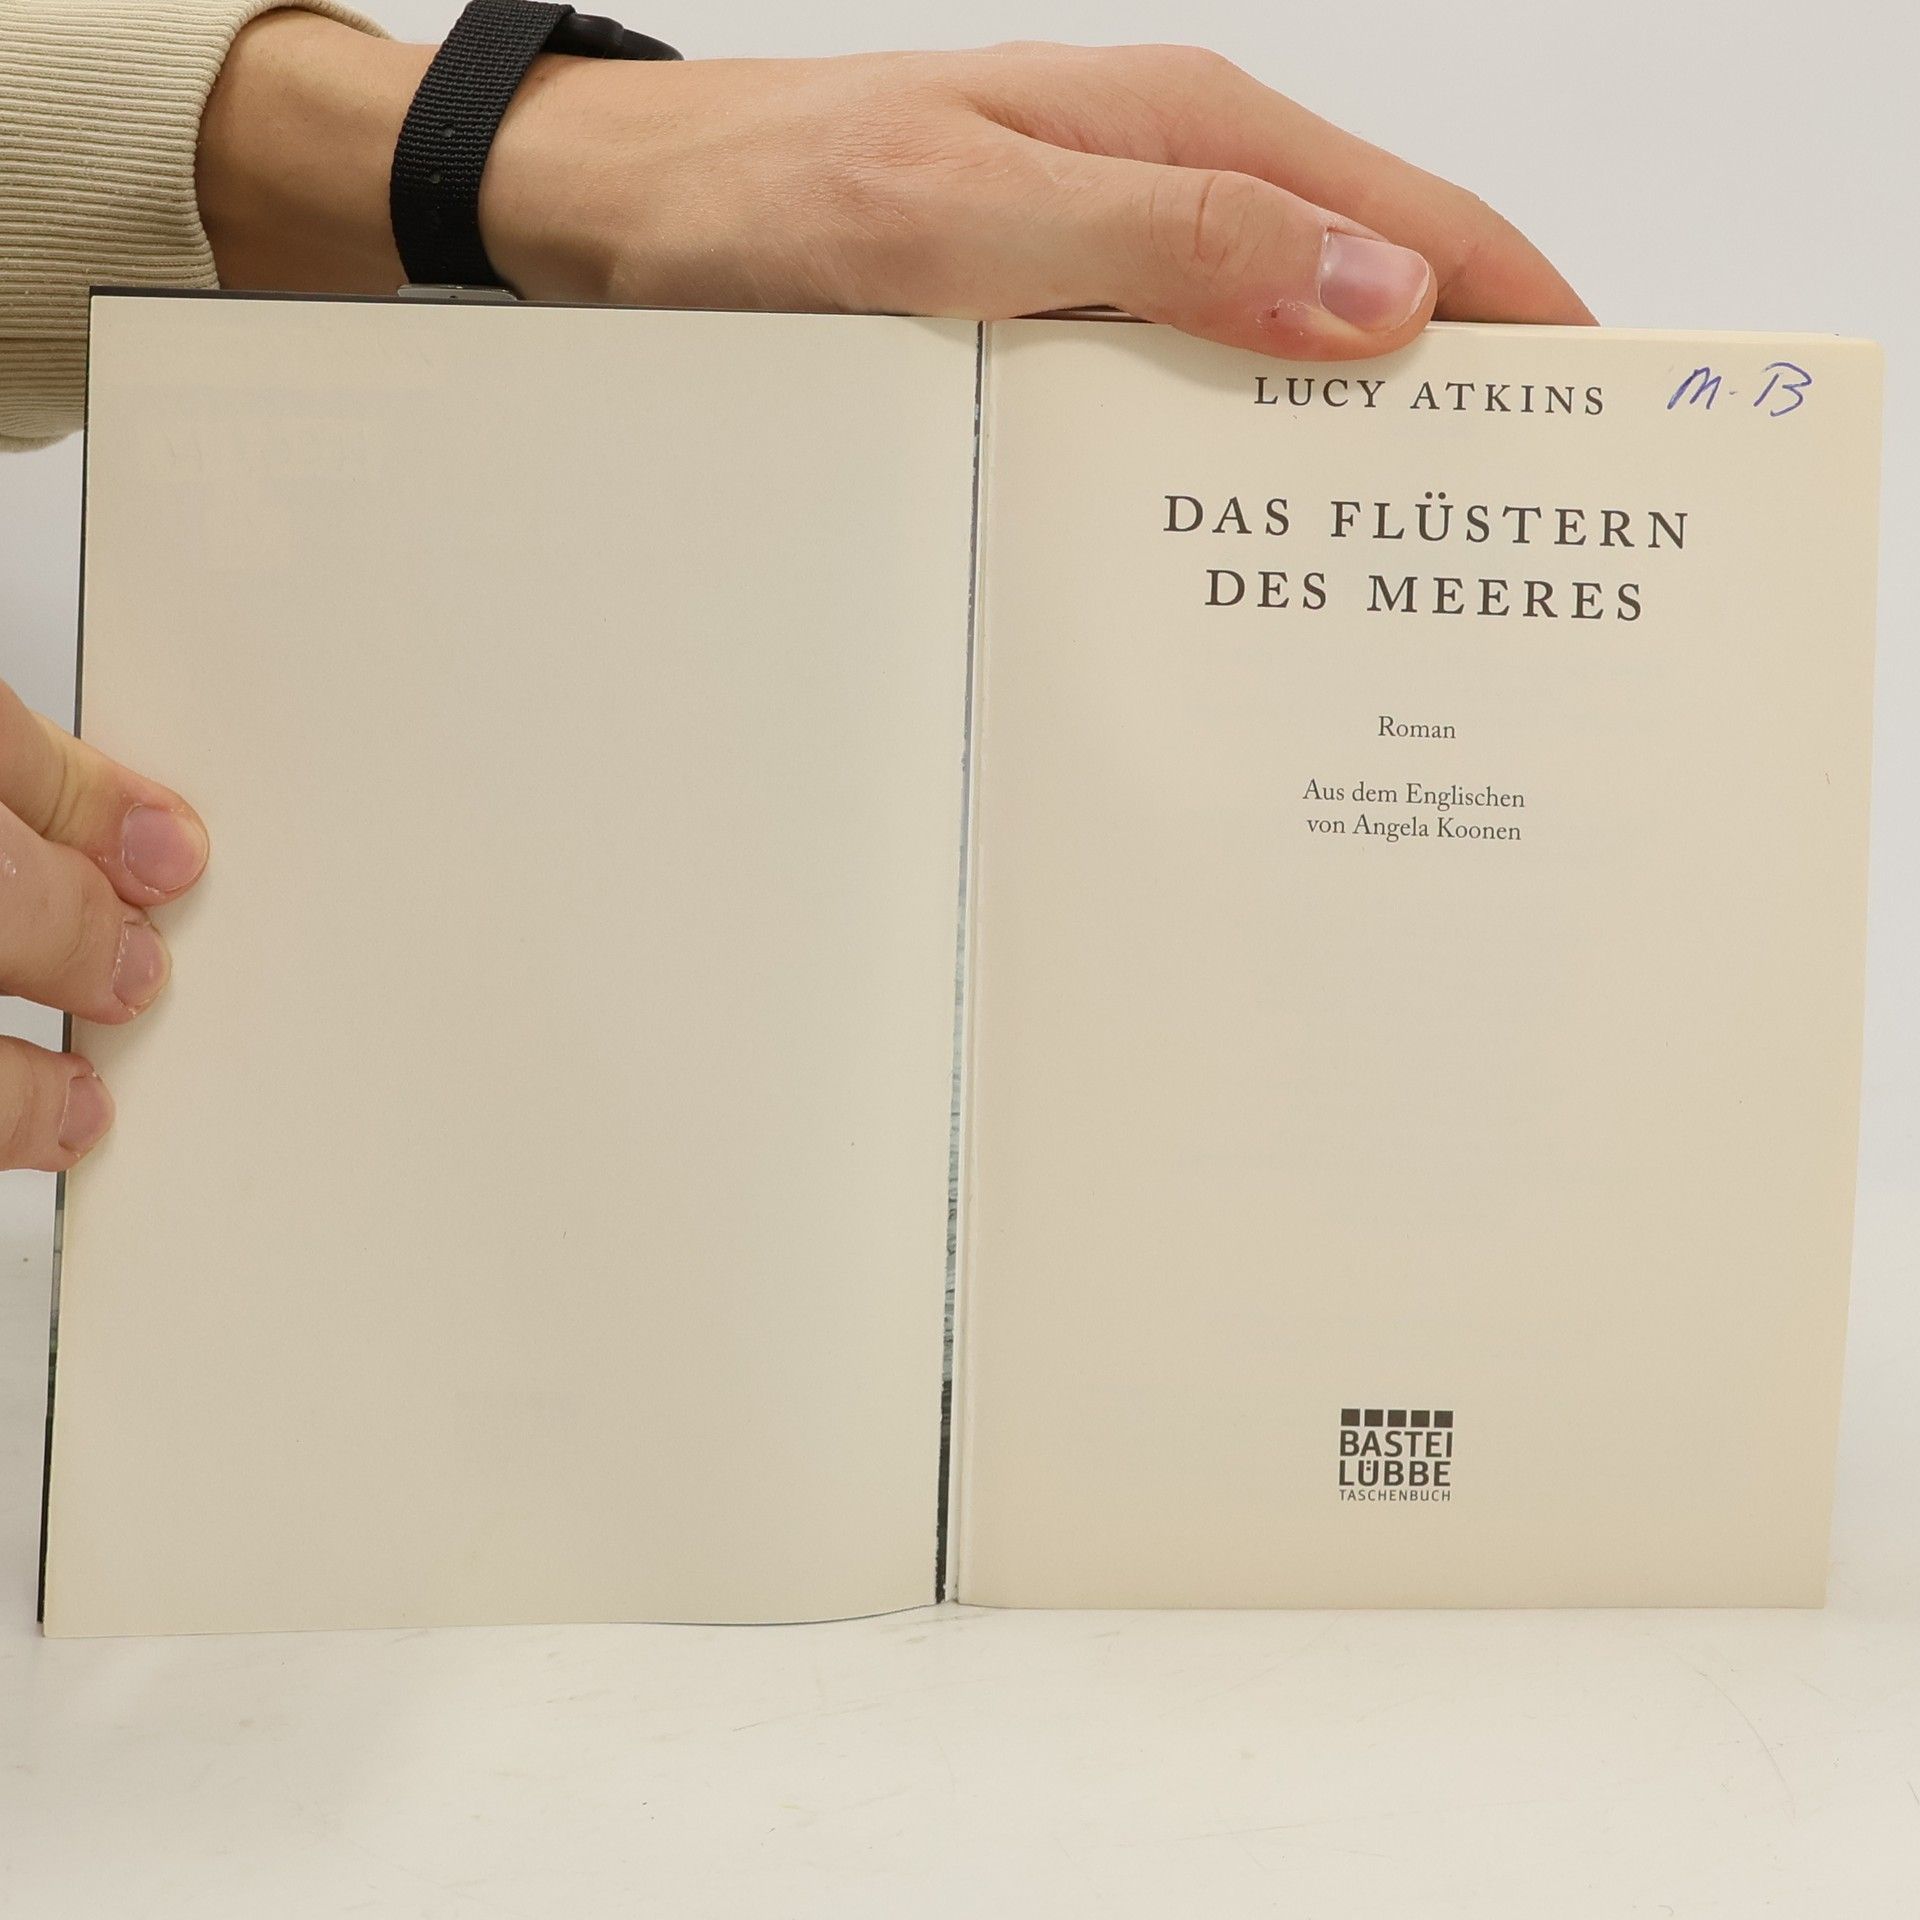 LUCY ATKINS
M. B
DAS FLÜSTERN
DES MEERES
Roman
Aus dem Englischen
von Angela Koonen
BASTEI
LÜBBE
TASCHENBUCH